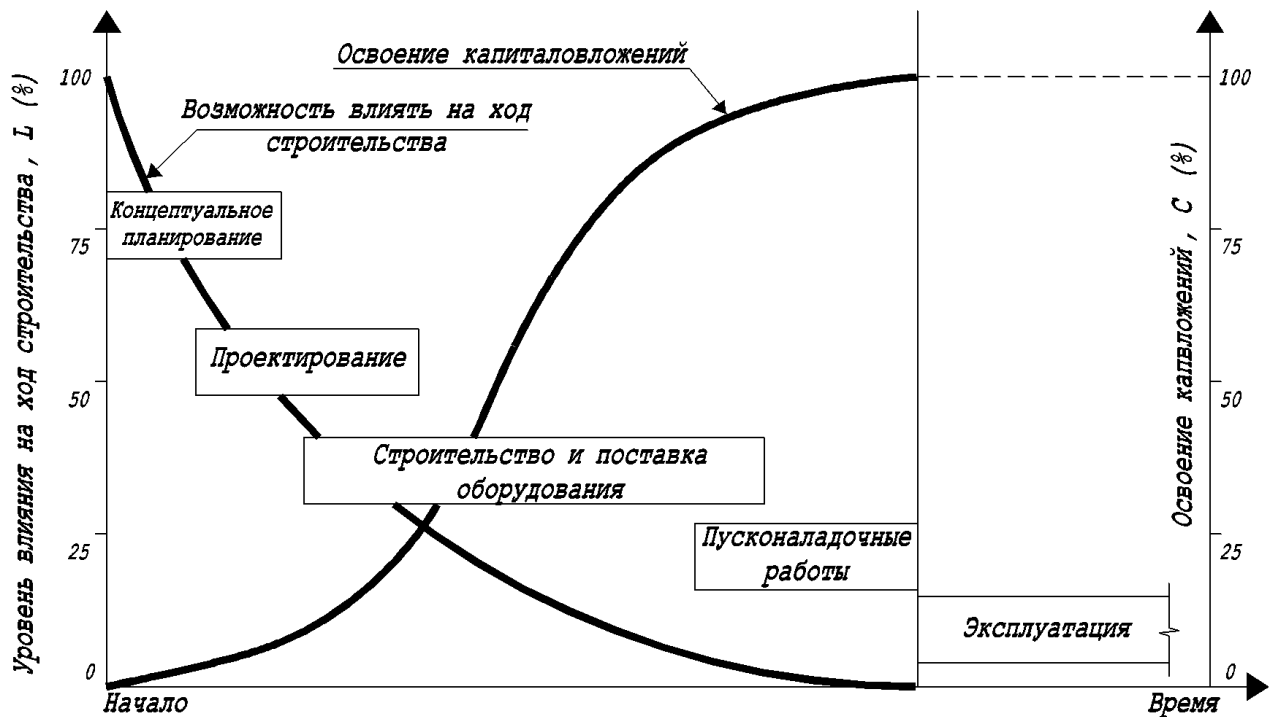 Освоение капиталовложений
Возможность влиять на ход
строительства
Уровень влияния на ход строительства, L (%)
100
75
50
25
0
Концептуальное
планирование
Проектирование
Строительство и поставка
оборудования
Пусконаладочные
работы
Эксплуатация
100
75
50
25
0
Освоение капвложений, C (%)
Начало
Время